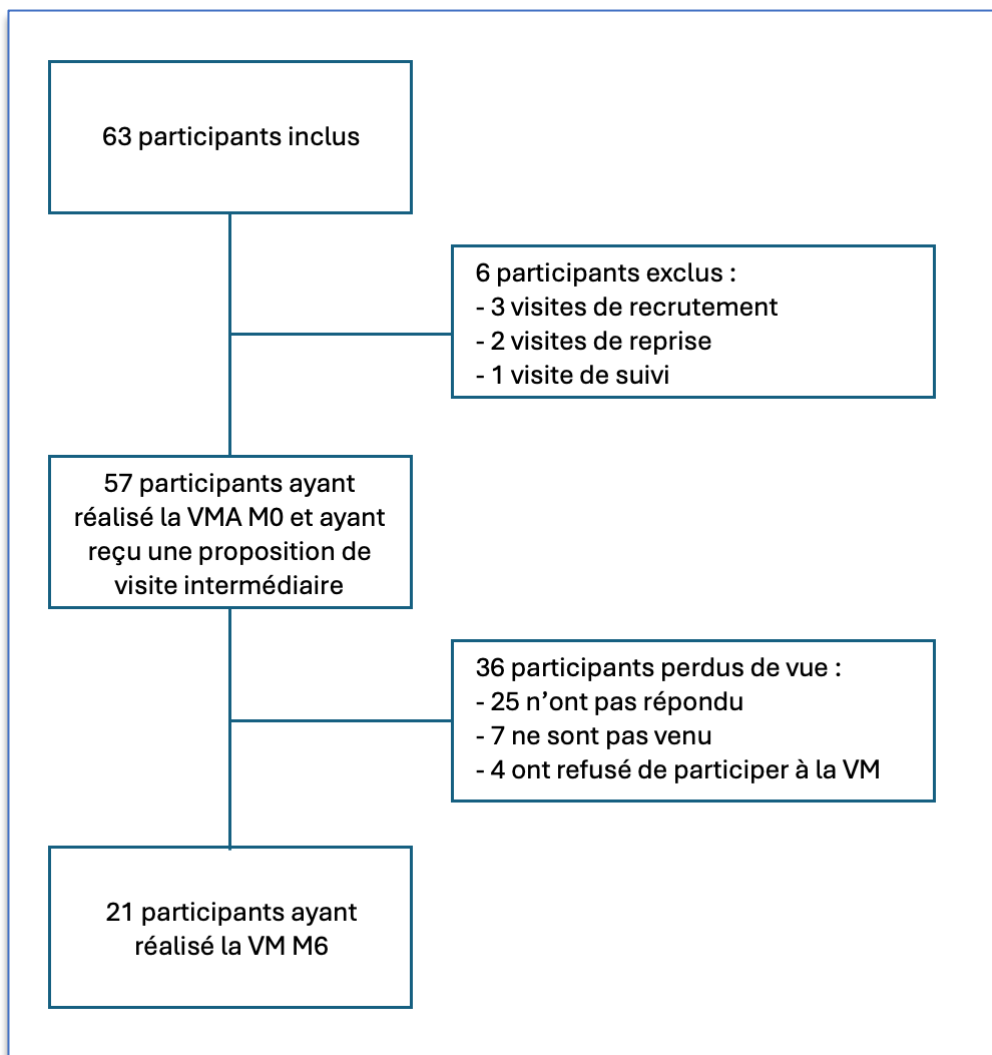 63 participants inclus
6 participants exclus :
- 3 visites de recrutement
- 2 visites de reprise
- 1 visite de suivi
57 participants ayant
réalisé la VMA M0 et ayant
reçu une proposition de
visite intermédiaire
36 participants perdus de vue :
- 25 n’ont pas répondu
- 7 ne sont pas venu
- 4 ont refusé de participer à la VM
21 participants ayant
réalisé la VM M6